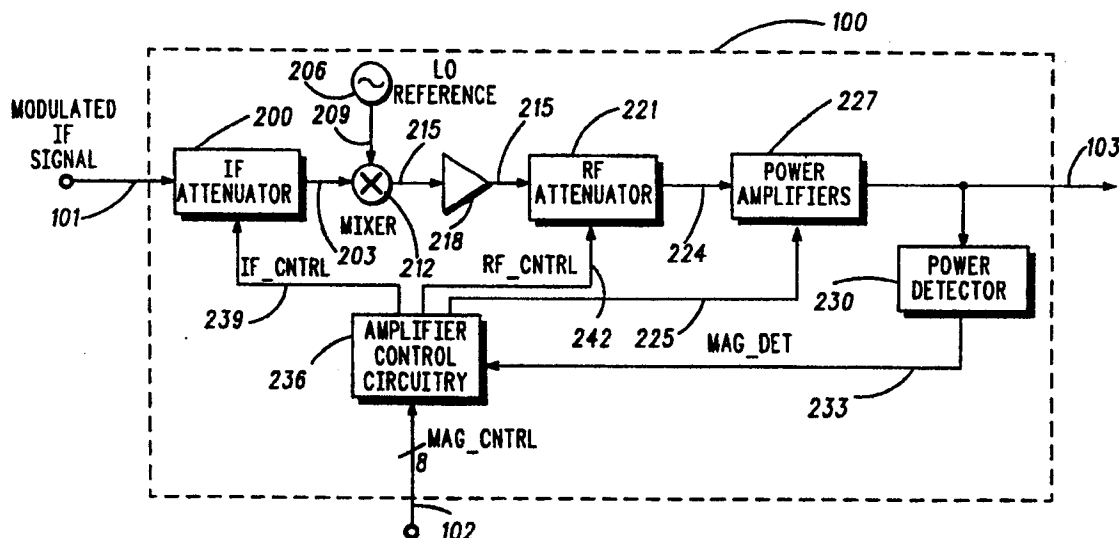 100
206
LO
REFERENCE
MODULATED
IF
SIGNAL
200
209
215
215
221
227
103
IF
ATTENUATOR
RF
ATTENUATOR
POWER
AMPLIFIERS
101
203
MIXER
212
218
224
IF_CNTRL
RF_CNTRL
230
POWER
DETECTOR
239
242
225
236
AMPLIFIER
CONTROL
CIRCUITRY
MAG_DET
233
MAG_CNTRL
8
102